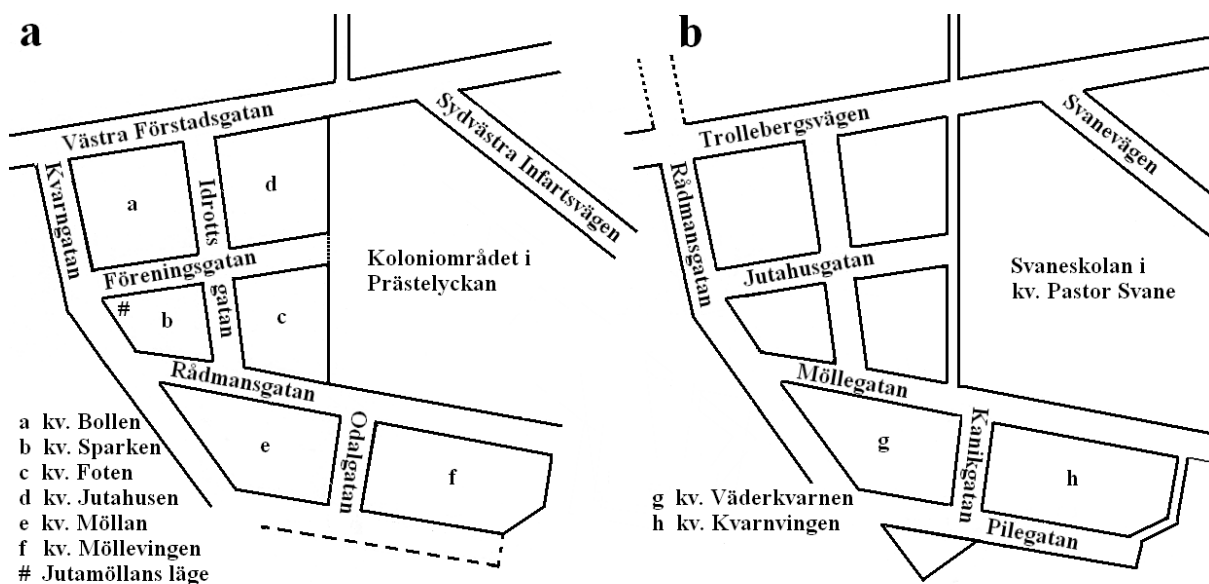 a
Västra Förstadsgatan
Sydvästra Infartsvägen
Kvarngatan
Idrotts
gatan
a
d
Föreningsgatan
Koloniområdet i
Prästelyckan
#
b
c
Rådmansgatan
Odalgatan
e
f
a kv. Bollen
b kv. Sparken
c kv. Foten
d kv. Jutahusen
e kv. Möllan
f kv. Möllevingen
# Jutamöllans läge
b
Trollebergsvägen
Svanevägen
Rådmansgatan
Jutahusgatan
Svaneskolan i
kv. Pastor Svane
Möllegatan
Kanikgatan
g
h
Pilegatan
g kv. Väderkvarnen
h kv. Kvarnvingen